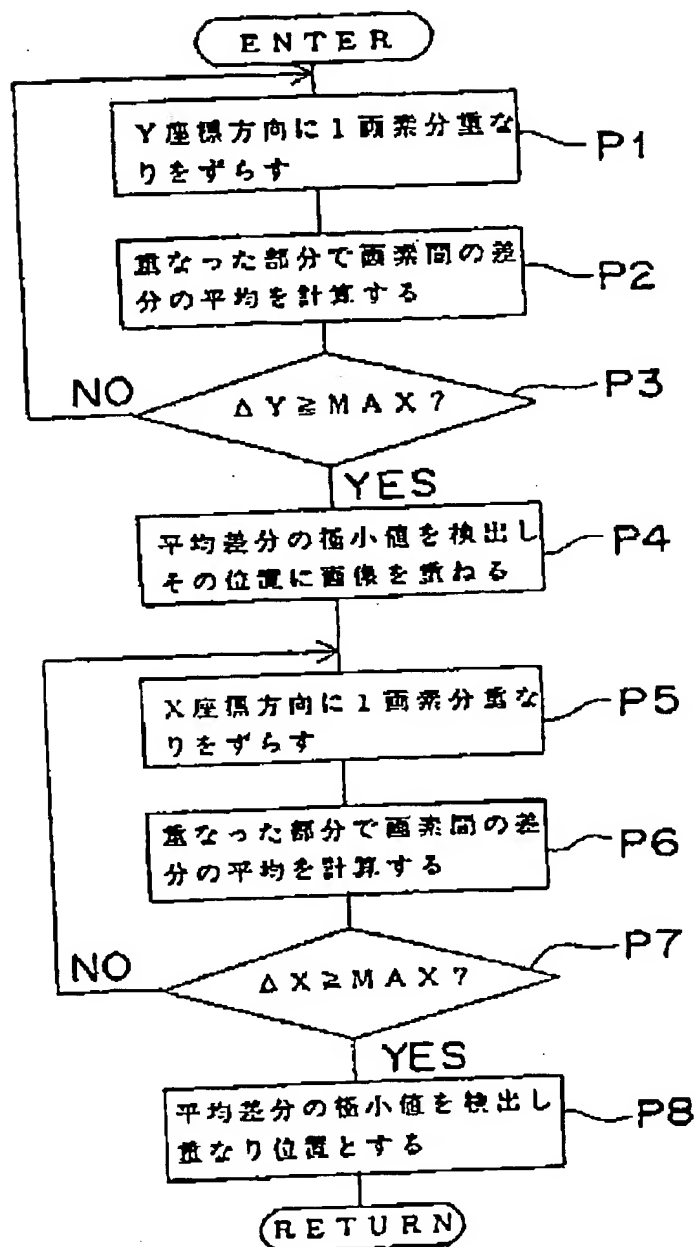 ENTER
Y座標方向に1画素分重な
りをずらす
P1
重なった部分で画素間の差
分の平均を計算する
P2
ΔY≧MAX?
P3
NO
YES
平均差分の極小値を検出し
その位置に画像を重ねる
P4
X座標方向に1画素分重な
りをずらす
P5
重なった部分で画素間の差
分の平均を計算する
P6
ΔX≧MAX?
P7
NO
YES
平均差分の極小値を検出し
重なり位置とする
P8
RETURN